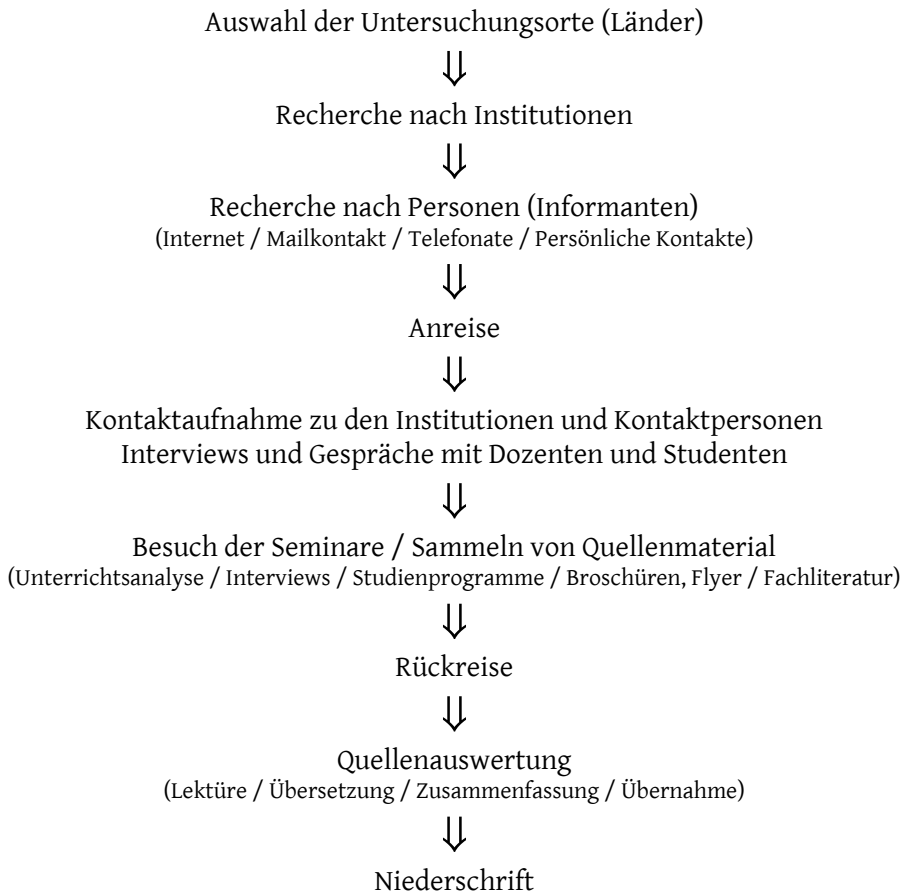 Auswahl der Untersuchungsorte (Länder)
⇓
Recherche nach Institutionen
⇓
Recherche nach Personen (Informanten)
(Internet / Mailkontakt / Telefonate / Persönliche Kontakte)
⇓
Anreise
⇓
Kontaktaufnahme zu den Institutionen und Kontaktpersonen
Interviews und Gespräche mit Dozenten und Studenten
⇓
Besuch der Seminare / Sammeln von Quellenmaterial
(Unterrichtsanalyse / Interviews / Studienprogramme / Broschüren, Flyer / Fachliteratur)
⇓
Rückreise
⇓
Quellenauswertung
(Lektüre / Übersetzung / Zusammenfassung / Übernahme)
⇓
Niederschrift